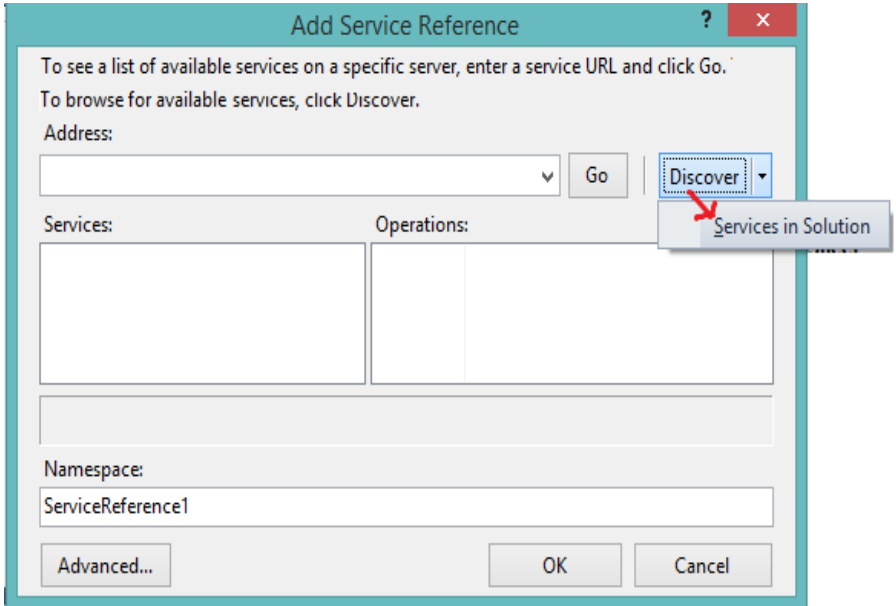 Add Service Reference
?
x
To see a list of available services on a specific server, enter a service URL and click Go.
To browse for available services, click Discover.
Address:
Go
Discover
Services in Solution
Services:
Operations:
Namespace:
ServiceReference1
Advanced...
OK
Cancel